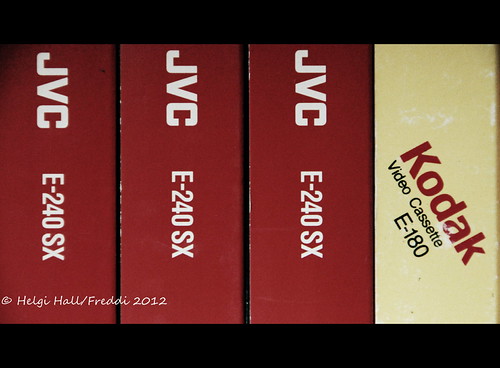 JVC
E-240 SX
JVC
E-240 SX
JVC
E-240 SX
Kodak
Video Cassette
E-180
© Helgi Hall/Freddi 2012